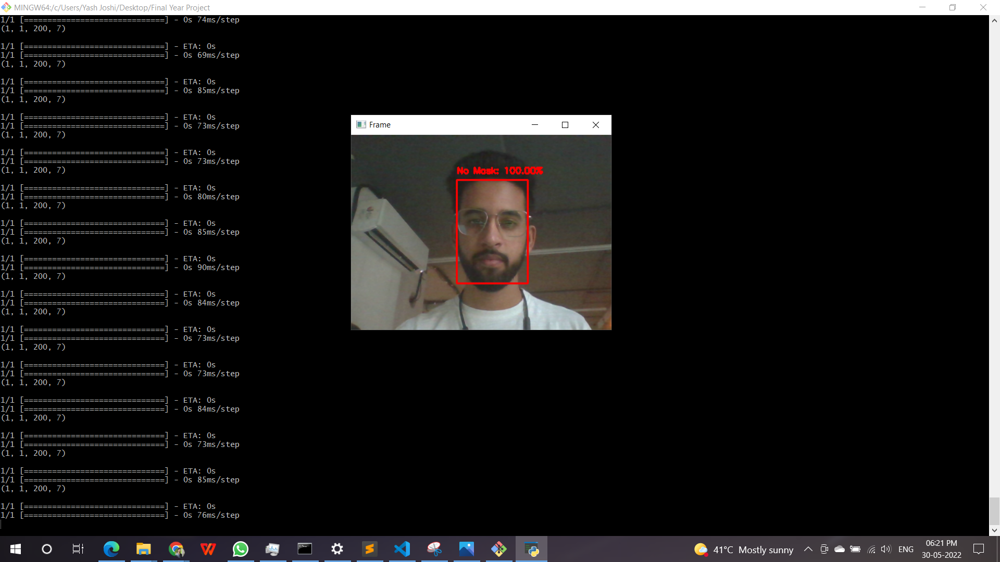 MINGW64:/c/Users/Yash Joshi/Desktop/Final Year Project
1/1 [==============================] - 0s 74ms/step
(1, 1, 200, 7)
1/1 [==============================] - ETA: 0s
1/1 [==============================] - 0s 69ms/step
(1, 1, 200, 7)
1/1 [==============================] - ETA: 0s
1/1 [==============================] - 0s 85ms/step
(1, 1, 200, 7)
1/1 [==============================] - ETA: 0s
1/1 [==============================] - 0s 73ms/step
(1, 1, 200, 7)
1/1 [==============================] - ETA: 0s
1/1 [==============================] - 0s 73ms/step
(1, 1, 200, 7)
1/1 [==============================] - ETA: 0s
1/1 [==============================] - 0s 80ms/step
(1, 1, 200, 7)
1/1 [==============================] - ETA: 0s
1/1 [==============================] - 0s 85ms/step
(1, 1, 200, 7)
1/1 [==============================] - ETA: 0s
1/1 [==============================] - 0s 90ms/step
(1, 1, 200, 7)
1/1 [==============================] - ETA: 0s
1/1 [==============================] - 0s 84ms/step
(1, 1, 200, 7)
1/1 [==============================] - ETA: 0s
1/1 [==============================] - 0s 73ms/step
(1, 1, 200, 7)
1/1 [==============================] - ETA: 0s
1/1 [==============================] - 0s 73ms/step
(1, 1, 200, 7)
1/1 [==============================] - ETA: 0s
1/1 [==============================] - 0s 84ms/step
(1, 1, 200, 7)
1/1 [==============================] - ETA: 0s
1/1 [==============================] - 0s 73ms/step
(1, 1, 200, 7)
1/1 [==============================] - ETA: 0s
1/1 [==============================] - 0s 85ms/step
(1, 1, 200, 7)
1/1 [==============================] - ETA: 0s
1/1 [==============================] - 0s 76ms/step
Frame
No Mask: 100.00%
41°C Mostly sunny
ENG
06:21 PM
30-05-2022